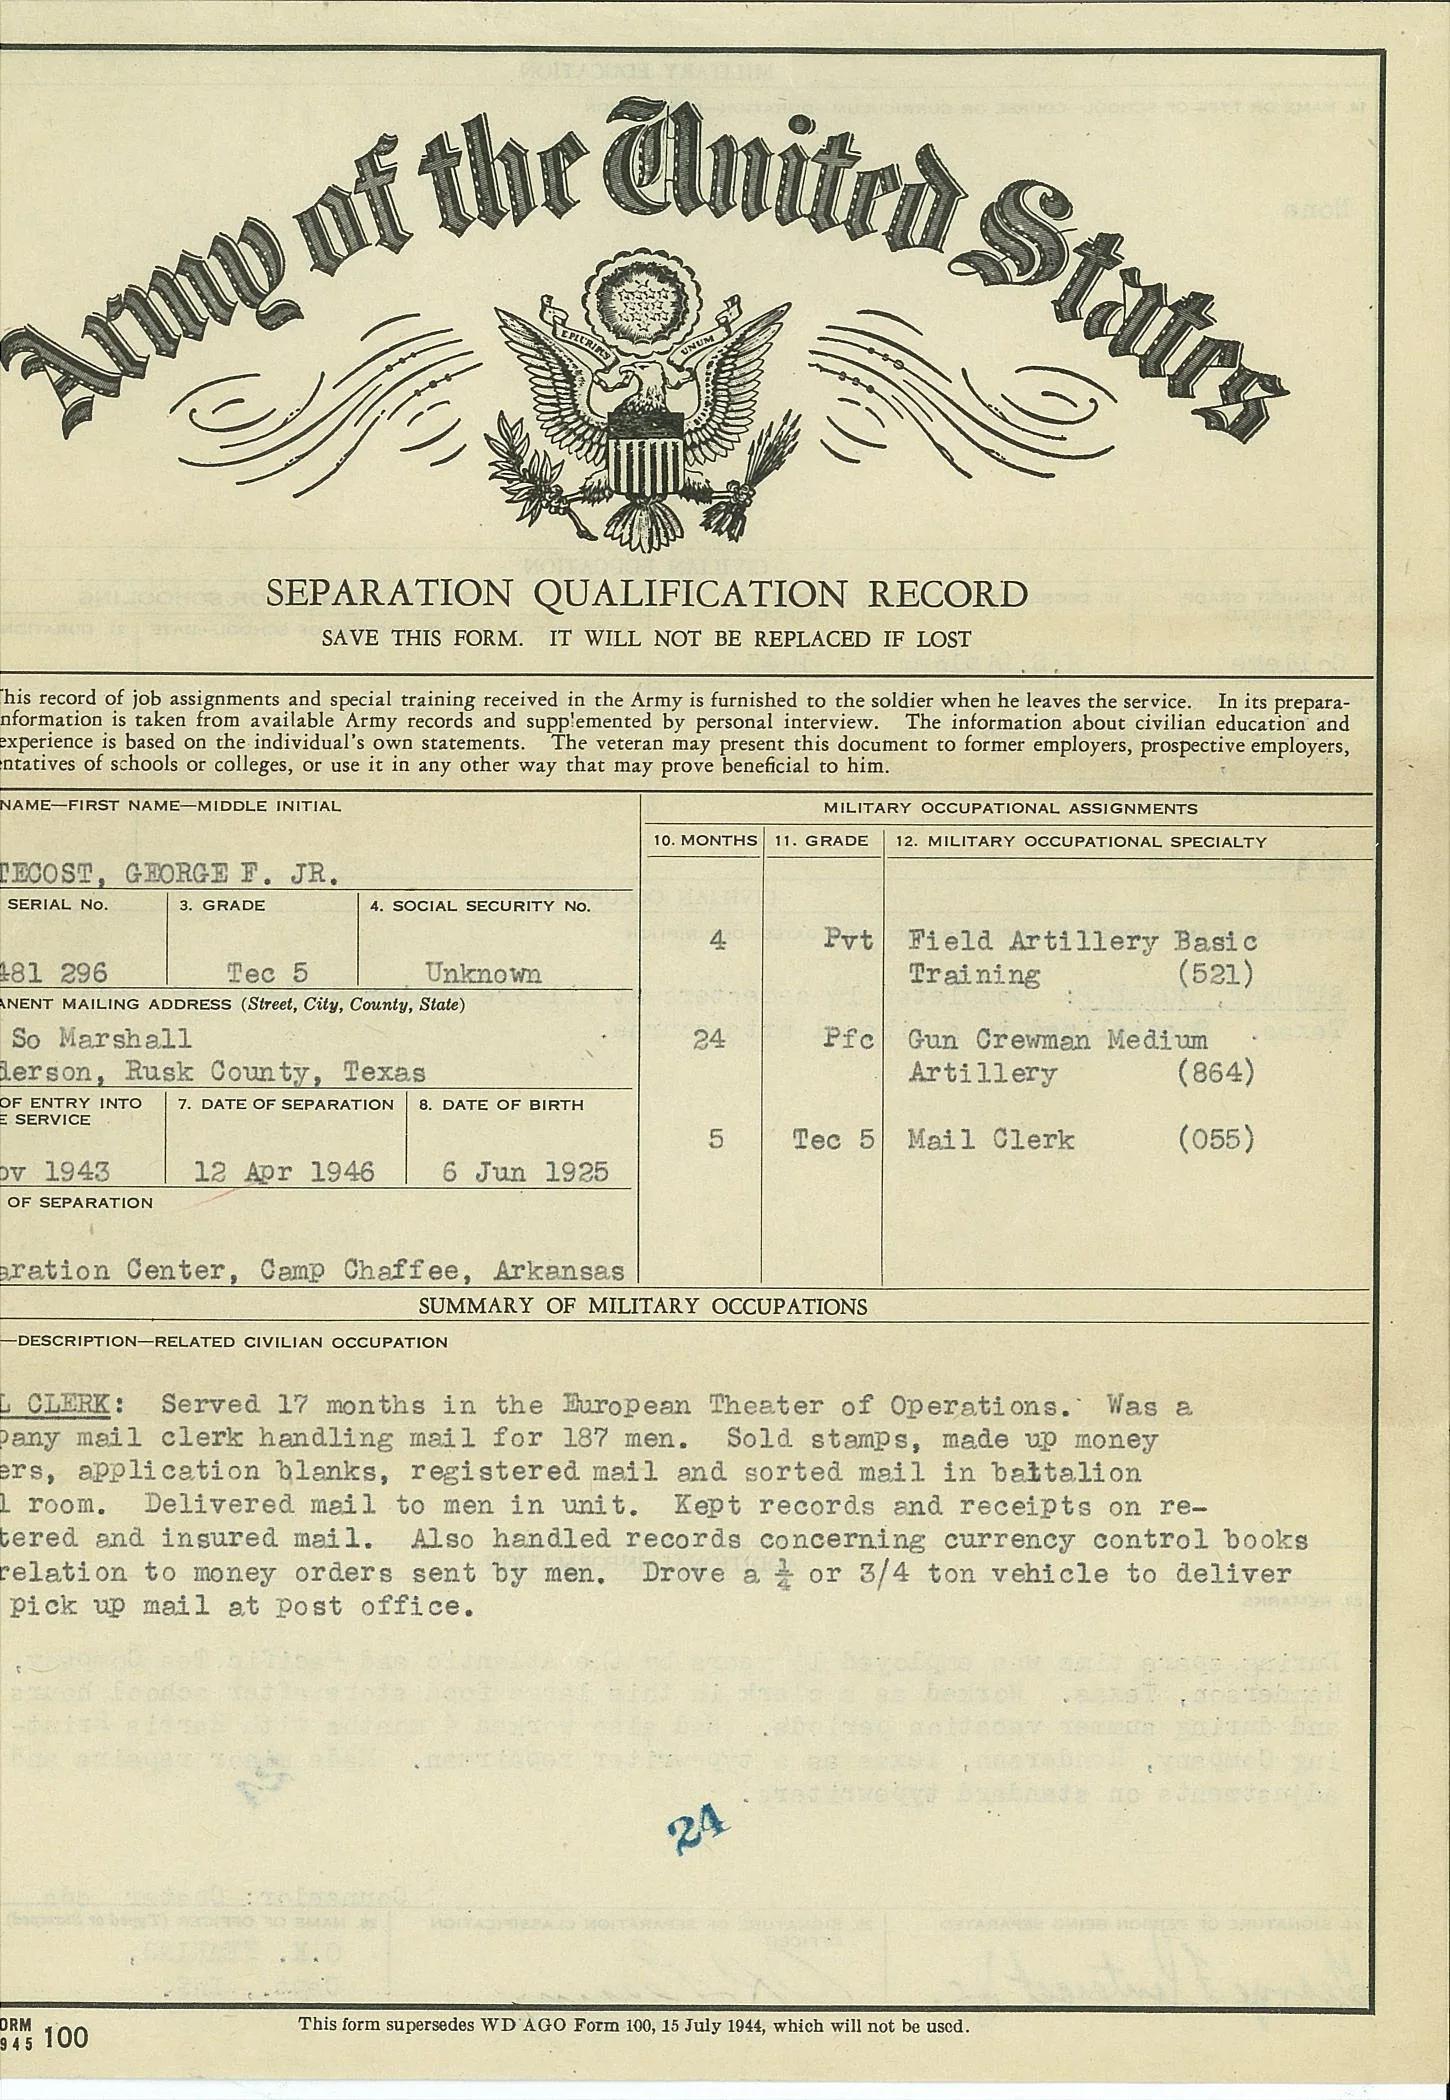 Army of the United States
E PLURIBUS UNUM
SEPARATION QUALIFICATION RECORD
SAVE THIS FORM. IT WILL NOT BE REPLACED IF LOST
This record of job assignments and special training received in the Army is furnished to the soldier when he leaves the service. In its prepara-
nformation is taken from available Army records and supplemented by personal interview. The information about civilian education and
experience is based on the individual's own statements. The veteran may present this document to former employers, prospective employers,
ntatives of schools or colleges, or use it in any other way that may prove beneficial to him.
NAME—FIRST NAME—MIDDLE INITIAL
TECOST, GEORGE F. JR.
SERIAL No. 3. GRADE 4. SOCIAL SECURITY No.
481 296 Tec 5 Unknown
ANENT MAILING ADDRESS (Street, City, County, State)
So Marshall
derson, Rusk County, Texas
OF ENTRY INTO 7. DATE OF SEPARATION 8. DATE OF BIRTH
E SERVICE
ov 1943 12 Apr 1946 6 Jun 1925
OF SEPARATION
aration Center, Camp Chaffee, Arkansas
MILITARY OCCUPATIONAL ASSIGNMENTS
10. MONTHS 11. GRADE 12. MILITARY OCCUPATIONAL SPECIALTY
4 Pvt Field Artillery Basic
Training (521)
24 Pfc Gun Crewman Medium
Artillery (864)
5 Tec 5 Mail Clerk (055)
SUMMARY OF MILITARY OCCUPATIONS
—DESCRIPTION—RELATED CIVILIAN OCCUPATION
L CLERK: Served 17 months in the European Theater of Operations. Was a
pany mail clerk handling mail for 187 men. Sold stamps, made up money
ers, application blanks, registered mail and sorted mail in battalion
l room. Delivered mail to men in unit. Kept records and receipts on re-
tered and insured mail. Also handled records concerning currency control books
relation to money orders sent by men. Drove a ¼ or 3/4 ton vehicle to deliver
pick up mail at post office.
24
ORM
945 100
This form supersedes WD AGO Form 100, 15 July 1944, which will not be used.